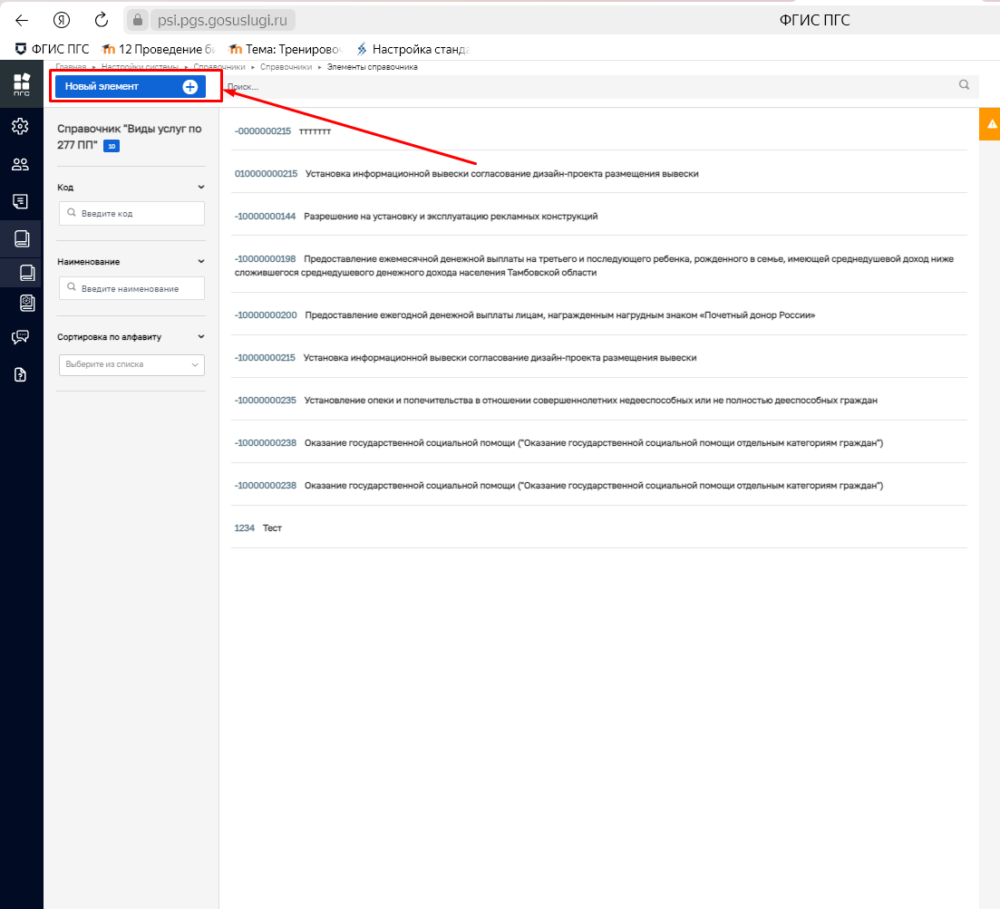 psi.pgs.gosuslugi.ru
ФГИС ПГС
ФГИС ПГС 12 Проведение би Тема: Тренирово Настройка станда
Главная ▸ Настройки системы ▸ Справочники ▸ Справочники ▸ Элементы справочника
пгс
Новый элемент
Поиск...
Справочник "Виды услуг по
277 ПП" 10
Код
Введите код
Наименование
Введите наименование
Сортировка по алфавиту
Выберите из списка
-0000000215 ттттттт
010000000215 Установка информационной вывески согласование дизайн-проекта размещения вывески
-10000000144 Разрешение на установку и эксплуатацию рекламных конструкций
-10000000198 Предоставление ежемесячной денежной выплаты на третьего и последующего ребенка, рожденного в семье, имеющей среднедушевой доход ниже
сложившегося среднедушевого денежного дохода населения Тамбовской области
-10000000200 Предоставление ежегодной денежной выплаты лицам, награжденным нагрудным знаком «Почетный донор России»
-10000000215 Установка информационной вывески согласование дизайн-проекта размещения вывески
-10000000235 Установление опеки и попечительства в отношении совершеннолетних недееспособных или не полностью дееспособных граждан
-10000000238 Оказание государственной социальной помощи ("Оказание государственной социальной помощи отдельным категориям граждан")
-10000000238 Оказание государственной социальной помощи ("Оказание государственной социальной помощи отдельным категориям граждан")
1234 Тест